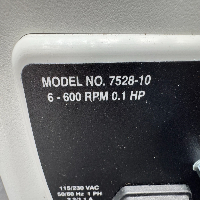 MODEL NO. 7528-10
6 - 600 RPM 0.1 HP
115/230 VAC
50/60 Hz 1 PH